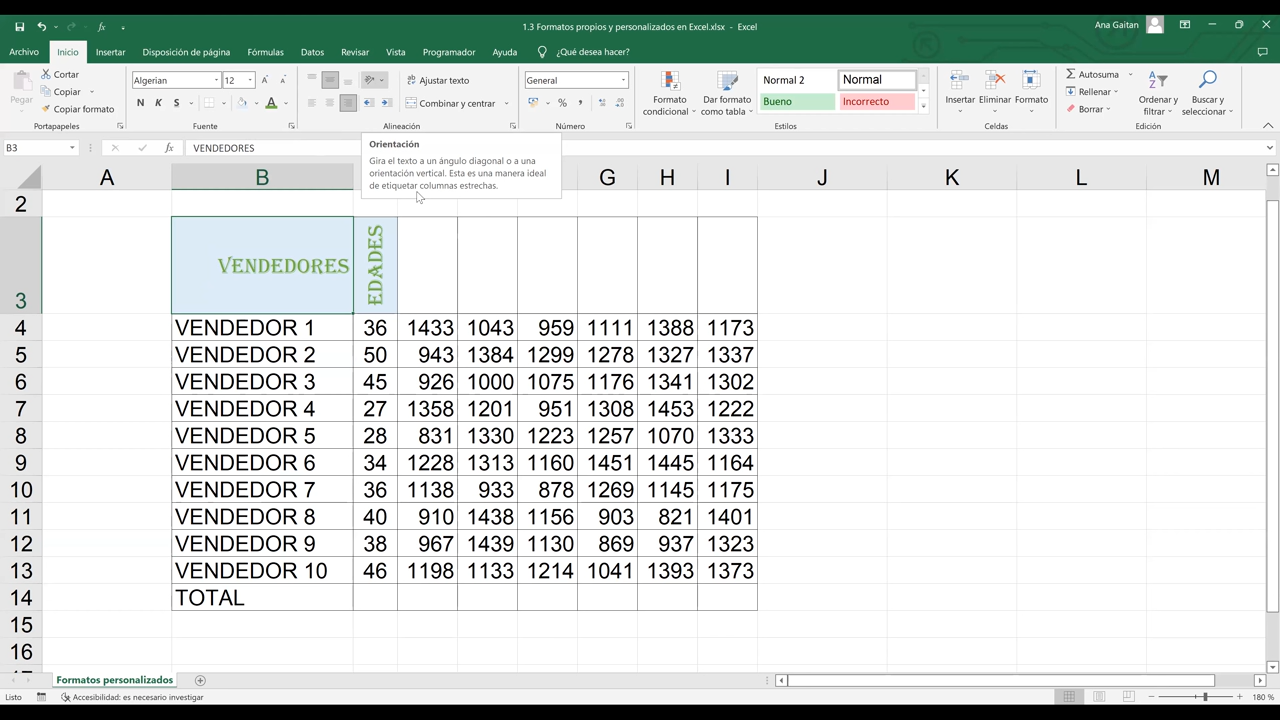 1.3 Formatos propios y personalizados en Excel.xlsx - Excel
Ana Gaitan
Archivo Inicio Insertar Disposición de página Fórmulas Datos Revisar Vista Programador Ayuda ¿Qué desea hacer?
Pegar
Cortar
Copiar
Copiar formato
Portapapeles
Algerian 12
N K S
Fuente
Ajustar texto
Combinar y centrar
Alineación
General
Número
Formato condicional
Dar formato como tabla
Normal 2 Normal
Bueno Incorrecto
Estilos
Insertar Eliminar Formato
Celdas
Autosuma
Rellenar
Borrar
Ordenar y filtrar
Buscar y seleccionar
Edición
B3 fx VENDEDORES
Orientación
Gira el texto a un ángulo diagonal o a una
orientación vertical. Esta es una manera ideal
de etiquetar columnas estrechas.
A B G H I J K L M
2
3 VENDEDORES EDADES
4 VENDEDOR 1 36 1433 1043 959 1111 1388 1173
5 VENDEDOR 2 50 943 1384 1299 1278 1327 1337
6 VENDEDOR 3 45 926 1000 1075 1176 1341 1302
7 VENDEDOR 4 27 1358 1201 951 1308 1453 1222
8 VENDEDOR 5 28 831 1330 1223 1257 1070 1333
9 VENDEDOR 6 34 1228 1313 1160 1451 1445 1164
10 VENDEDOR 7 36 1138 933 878 1269 1145 1175
11 VENDEDOR 8 40 910 1438 1156 903 821 1401
12 VENDEDOR 9 38 967 1439 1130 869 937 1323
13 VENDEDOR 10 46 1198 1133 1214 1041 1393 1373
14 TOTAL
15
16
Formatos personalizados
Listo Accesibilidad: es necesario investigar 180 %